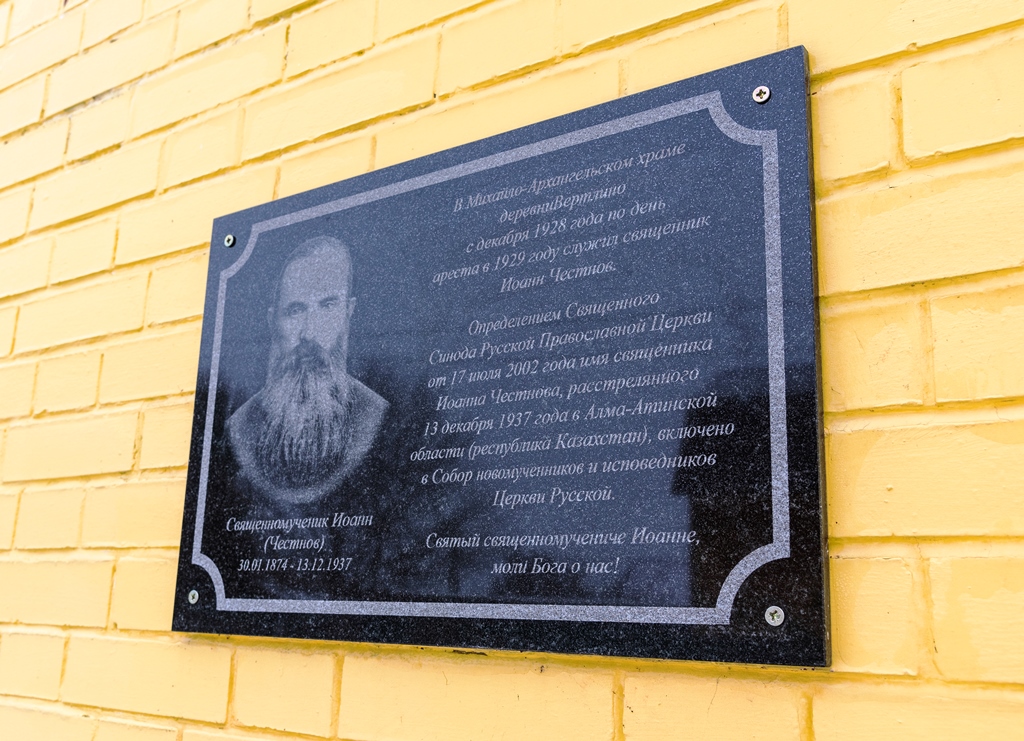 В Михайло-Архангельском храме
деревниВертлино
с декабря 1928 года по день
ареста в 1929 году служил священник
Иоанн Честнов.
Определением Священного
Синода Русской Православной Церкви
от 17 июля 2002 года имя священника
Иоанна Честнова, расстрелянного
13 декабря 1937 года в Алма-Атинской
области (республика Казахстан), включено
в Собор новомученников и исповедников
Церкви Русской.
Святый священномучениче Иоанне,
моли Бога о нас!
Священномученик Иоанн
(Честнов)
30.01.1874 - 13.12.1937